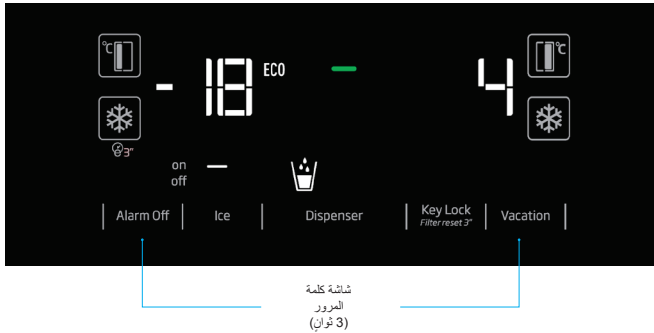 °C
°C
-18
ECO
4
3"
on
off
Alarm Off
Ice
Dispenser
Key Lock
Filter reset 3"
Vacation
شاشة كلمة
المرور
(3 ثوانٍ)